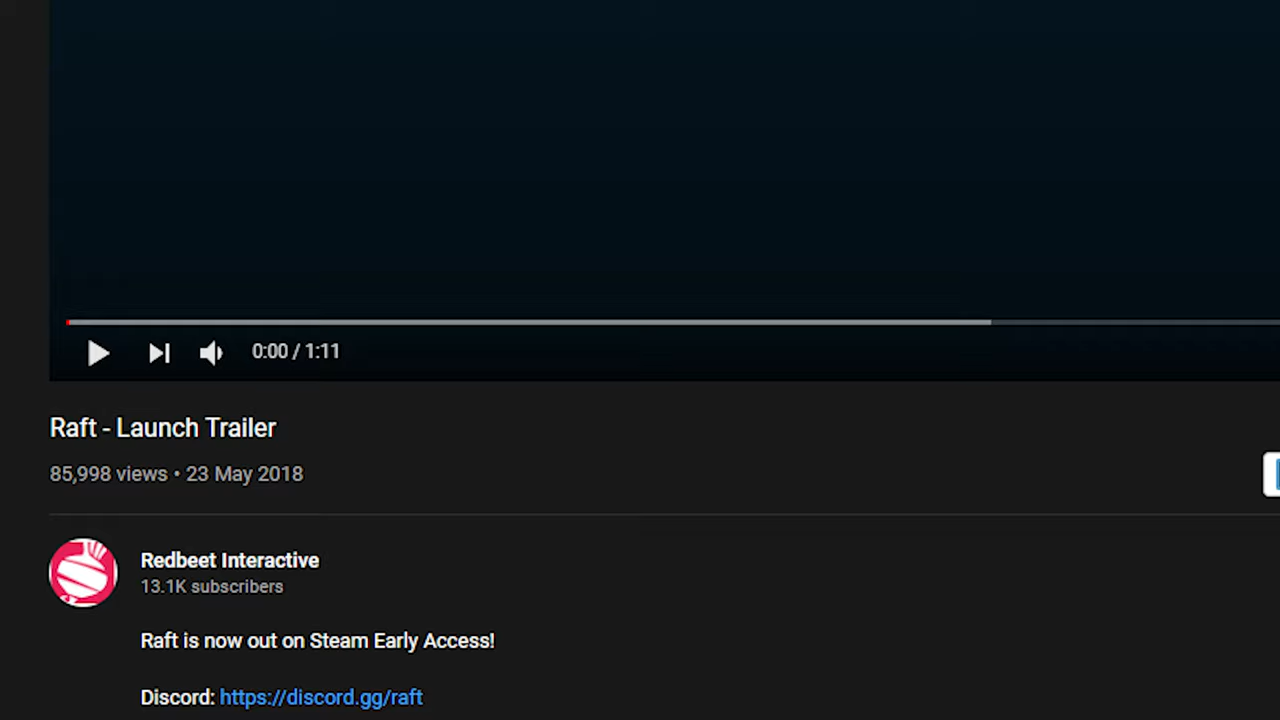 0:00 / 1:11
Raft - Launch Trailer
85,998 views • 23 May 2018
Redbeet Interactive
13.1K subscribers
Raft is now out on Steam Early Access!
Discord: https://discord.gg/raft